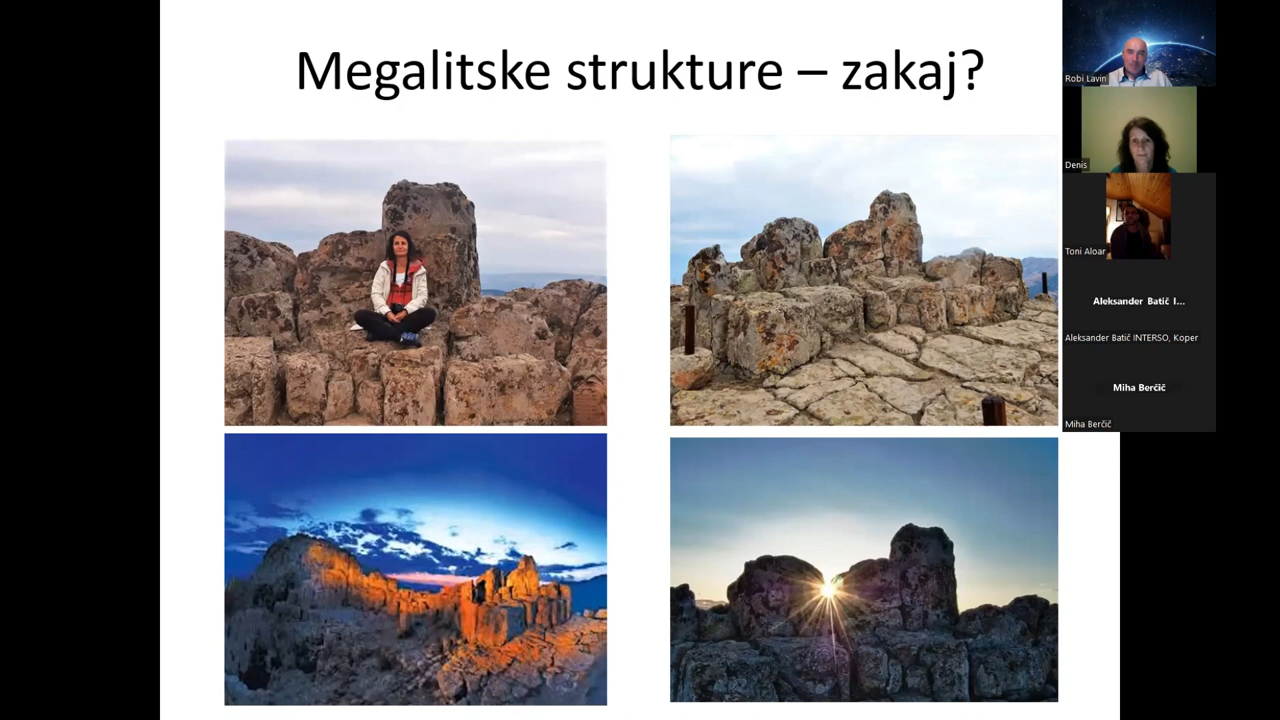 Megalitske strukture – zakaj?
Robi Lavin
Denis
Toni Aloar
Aleksander Batič I...
Aleksander Batič INTERSO, Koper
Miha Berčič
Miha Berčič